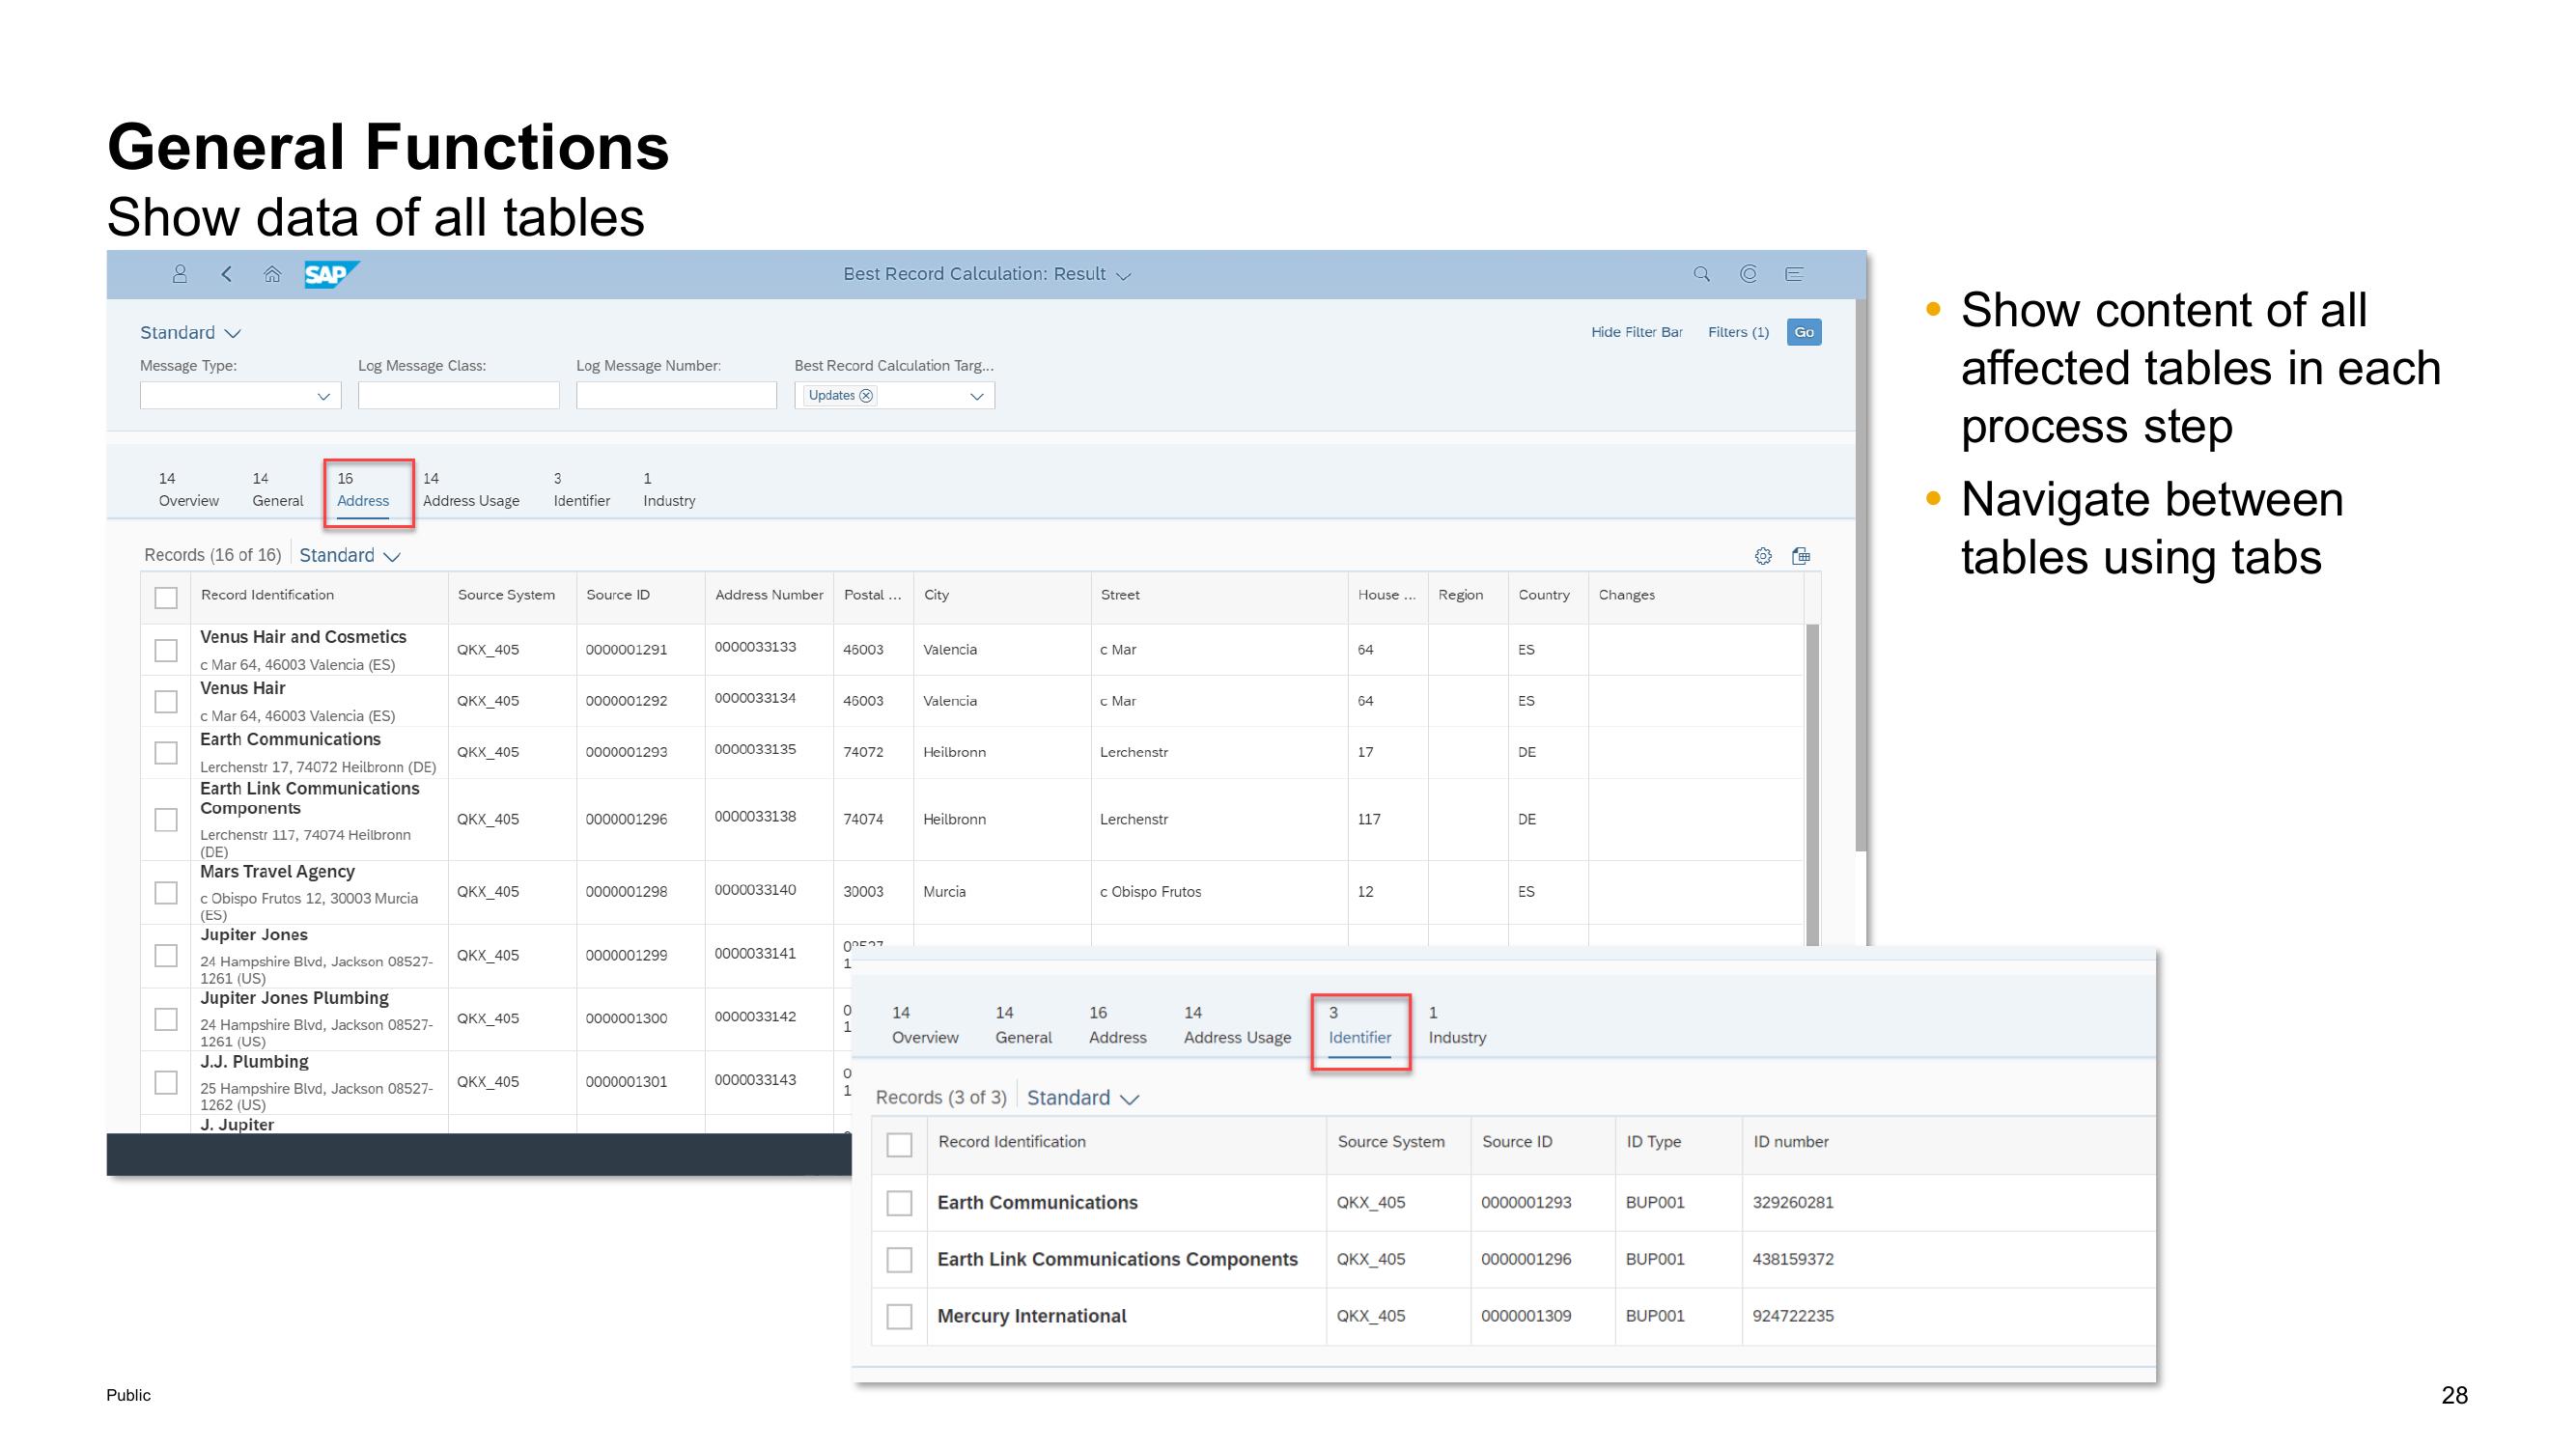 General Functions
Show data of all tables
SAP
Best Record Calculation: Result
Standard
Hide Filter Bar Filters (1) Go
Message Type: Log Message Class: Log Message Number: Best Record Calculation Targ...
Updates
14 14 16 14 3 1
Overview General Address Address Usage Identifier Industry
Records (16 of 16) Standard
Record Identification Source System Source ID Address Number Postal ... City Street House ... Region Country Changes
Venus Hair and Cosmetics
c Mar 64, 46003 Valencia (ES)
QKX_405 0000001291 0000033133 46003 Valencia c Mar 64 ES
Venus Hair
c Mar 64, 46003 Valencia (ES)
QKX_405 0000001292 0000033134 46003 Valencia c Mar 64 ES
Earth Communications
Lerchenstr 17, 74072 Heilbronn (DE)
QKX_405 0000001293 0000033135 74072 Heilbronn Lerchenstr 17 DE
Earth Link Communications
Components
Lerchenstr 117, 74074 Heilbronn
(DE)
QKX_405 0000001296 0000033138 74074 Heilbronn Lerchenstr 117 DE
Mars Travel Agency
c Obispo Frutos 12, 30003 Murcia
(ES)
QKX_405 0000001298 0000033140 30003 Murcia c Obispo Frutos 12 ES
Jupiter Jones
24 Hampshire Blvd, Jackson 08527-
1261 (US)
QKX_405 0000001299 0000033141
Jupiter Jones Plumbing
24 Hampshire Blvd, Jackson 08527-
1261 (US)
QKX_405 0000001300 0000033142
J.J. Plumbing
25 Hampshire Blvd, Jackson 08527-
1262 (US)
QKX_405 0000001301 0000033143
J. Jupiter
14 14 16 14 3 1
Overview General Address Address Usage Identifier Industry
Records (3 of 3) Standard
Record Identification Source System Source ID ID Type ID number
Earth Communications QKX_405 0000001293 BUP001 329260281
Earth Link Communications Components QKX_405 0000001296 BUP001 438159372
Mercury International QKX_405 0000001309 BUP001 924722235
• Show content of all
affected tables in each
process step
• Navigate between
tables using tabs
Public
28